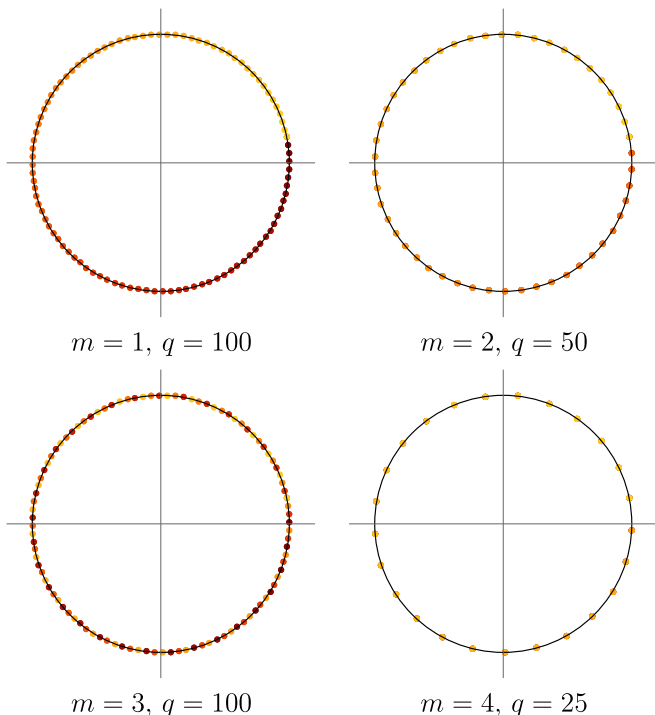 m = 1, q = 100
m = 2, q = 50
m = 3, q = 100
m = 4, q = 25